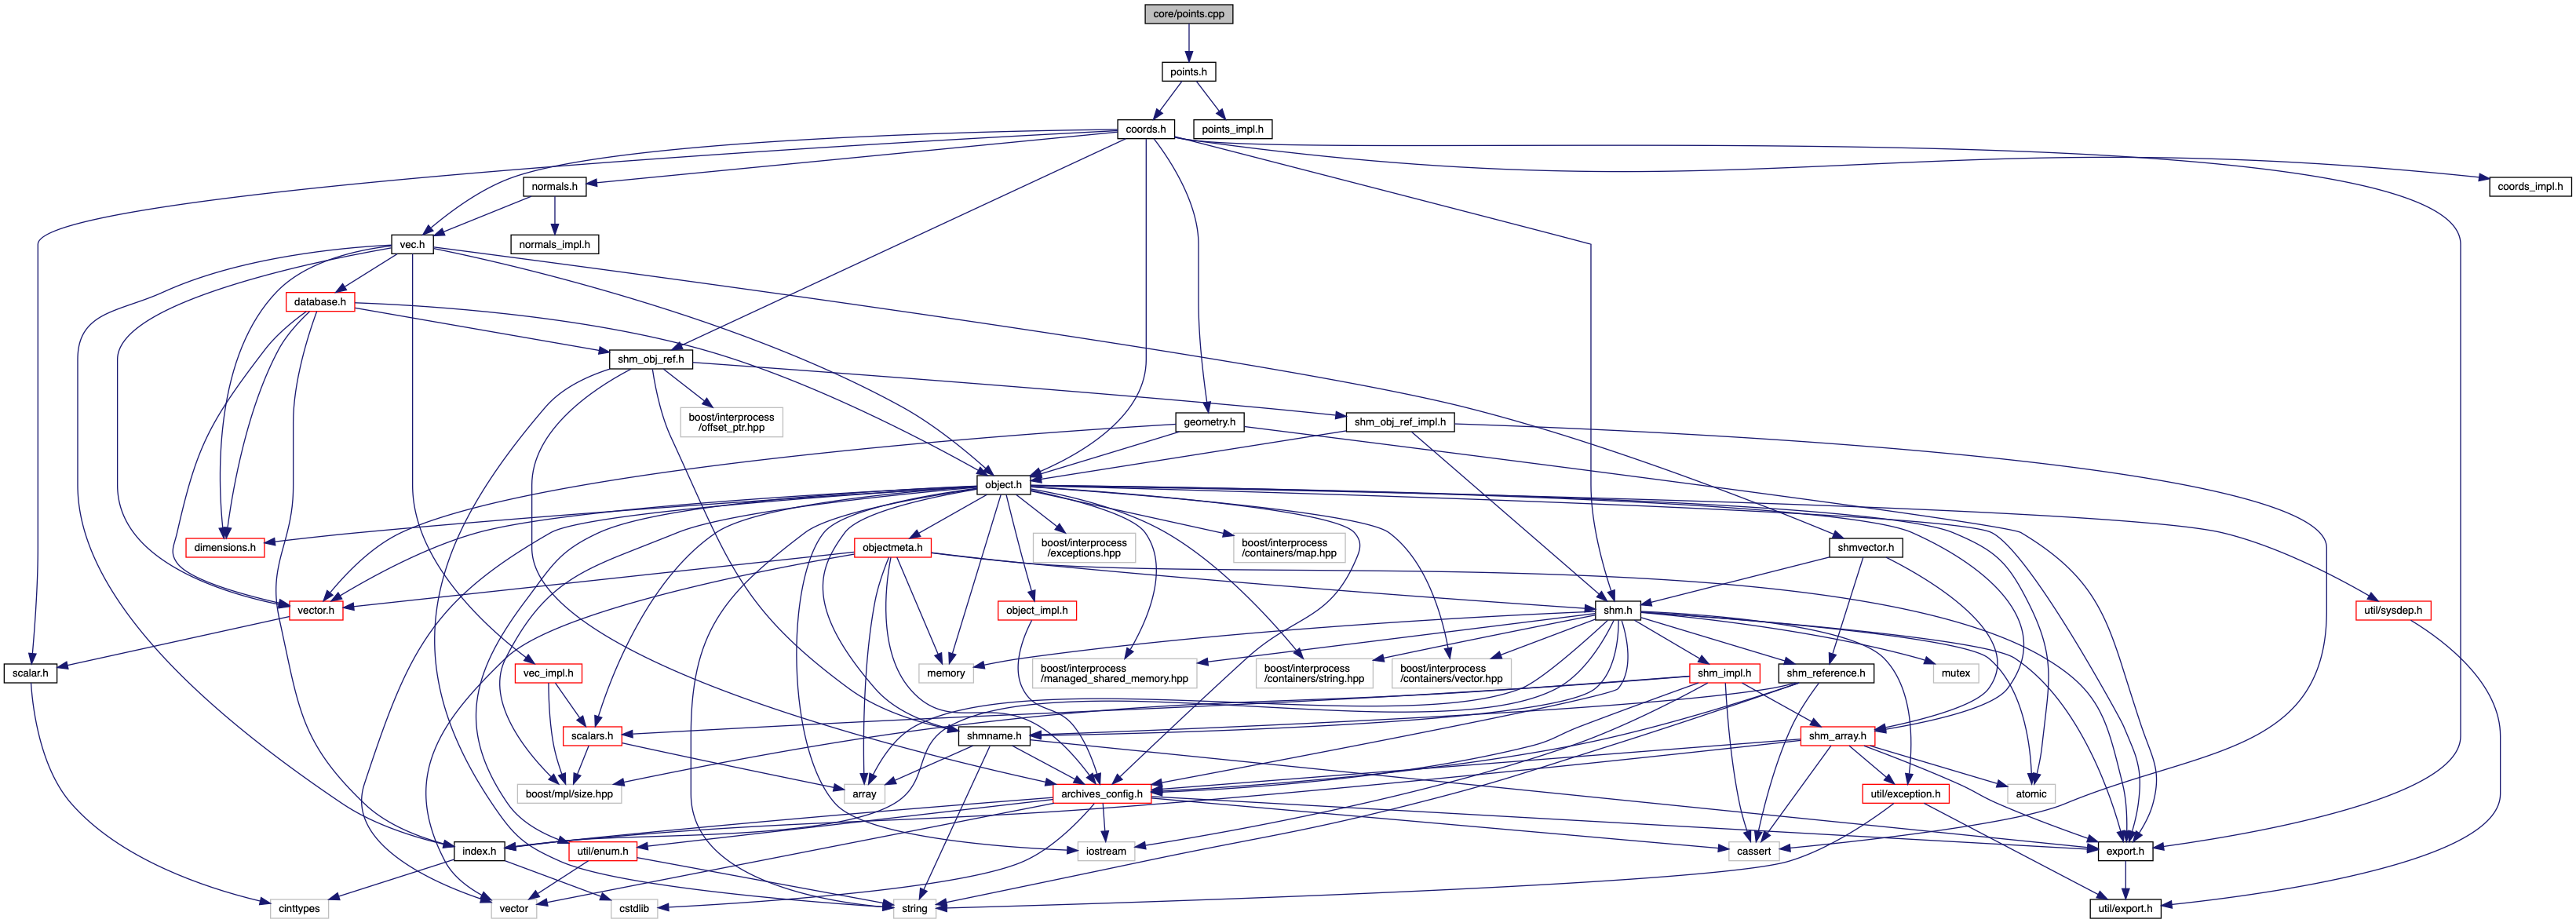 core/points.cpp
points.h
coords.h
points_impl.h
normals.h
coords_impl.h
vec.h
normals_impl.h
database.h
shm_obj_ref.h
boost/interprocess
/offset_ptr.hpp
geometry.h
shm_obj_ref_impl.h
object.h
dimensions.h
objectmeta.h
boost/interprocess
/exceptions.hpp
boost/interprocess
/containers/map.hpp
shmvector.h
vector.h
object_impl.h
shm.h
util/sysdep.h
scalar.h
vec_impl.h
memory
boost/interprocess
/managed_shared_memory.hpp
boost/interprocess
/containers/string.hpp
boost/interprocess
/containers/vector.hpp
shm_impl.h
shm_reference.h
mutex
scalars.h
shmname.h
shm_array.h
boost/mpl/size.hpp
array
archives_config.h
util/exception.h
atomic
index.h
util/enum.h
iostream
cassert
export.h
cinttypes
vector
cstdlib
string
util/export.h